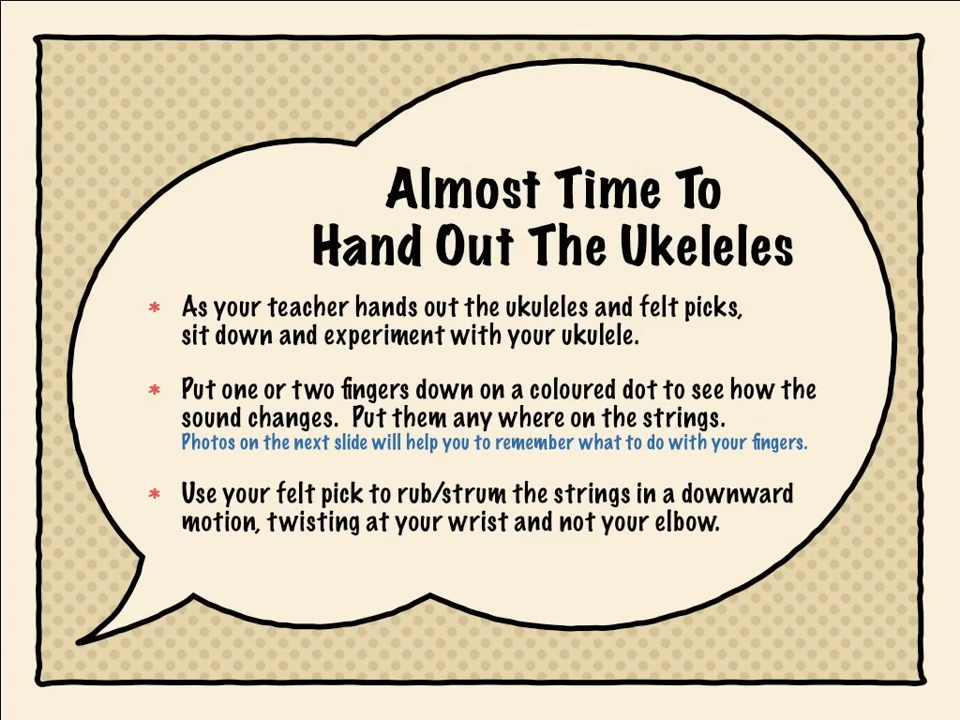 Almost Time To
Hand Out The Ukeleles
* As your teacher hands out the ukuleles and felt picks,
sit down and experiment with your ukulele.
* Put one or two fingers down on a coloured dot to see how the
sound changes. Put them any where on the strings.
Photos on the next slide will help you to remember what to do with your fingers.
* Use your felt pick to rub/strum the strings in a downward
motion, twisting at your wrist and not your elbow.